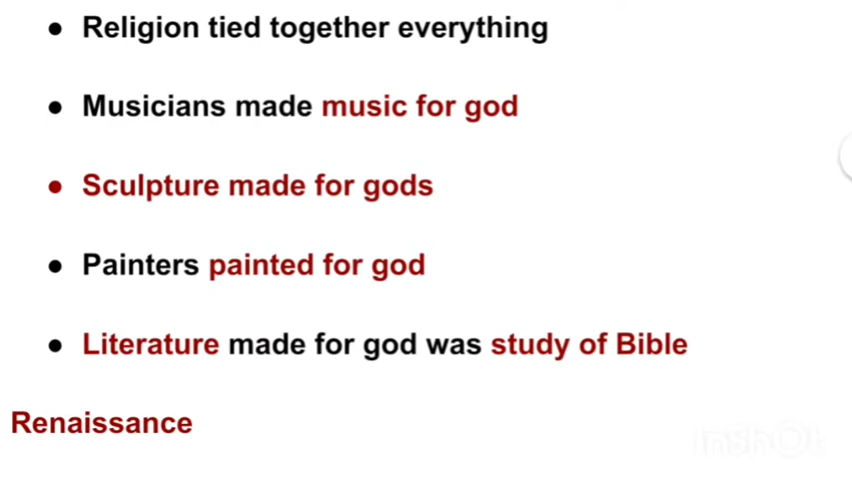 ● Religion tied together everything
● Musicians made music for god
● Sculpture made for gods
● Painters painted for god
● Literature made for god was study of Bible
Renaissance